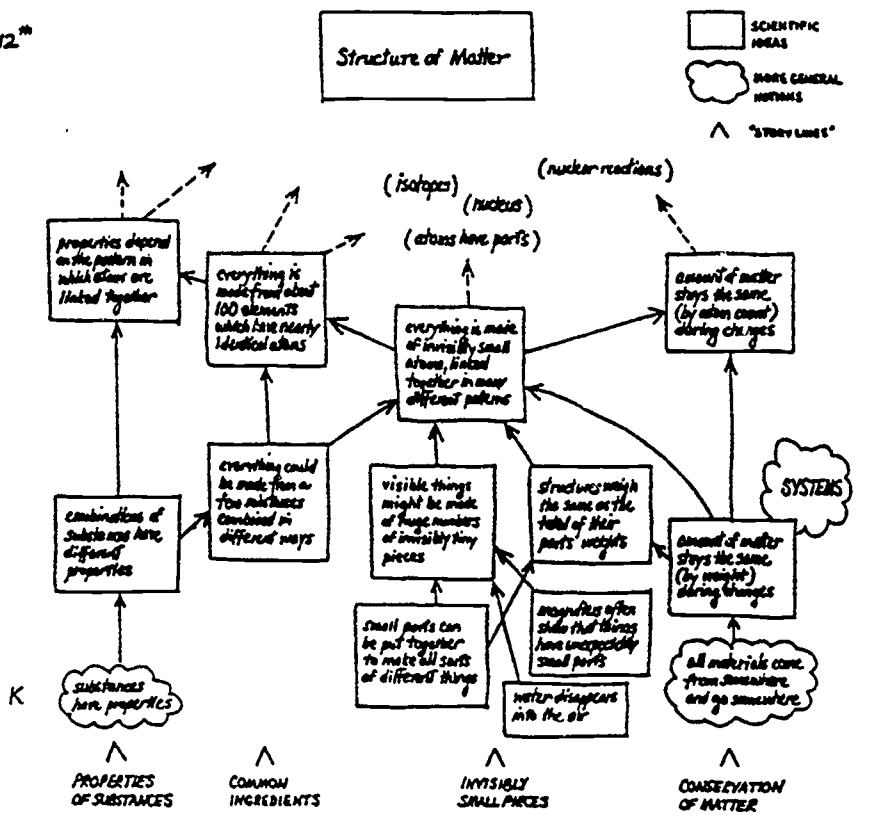 12th
Structure of Matter
SCIENTIFIC
IDEAS
MORE GENERAL
NOTIONS
"STORY LINES"
(isotopes)
(nucleus)
(nuclear reactions)
(atoms have parts)
properties depend
on the pattern in
which atoms are
linked together
everything is
made from about
100 elements
which have nearly
identical atoms
everything is made
of invisibly small
atoms, linked
together in many
different patterns
amount of matter
stays the same
(by atom count)
during changes
combinations of
substances have
different
properties
everything could
be made from a
few substances
combined in
different ways
visible things
might be made
of huge numbers
of invisibly tiny
pieces
structures weigh
the same as the
total of their
parts weights
SYSTEMS
amount of matter
stays the same
(by weight)
during changes
small parts can
be put together
to make all sorts
of different things
magnifiers often
show that things
have unexpectedly
small parts
water disappears
into the air
K
substances
have properties
all materials come
from somewhere
and go somewhere
PROPERTIES
OF SUBSTANCES
COMMON
INGREDIENTS
INVISIBLY
SMALL PIECES
CONSERVATION
OF MATTER